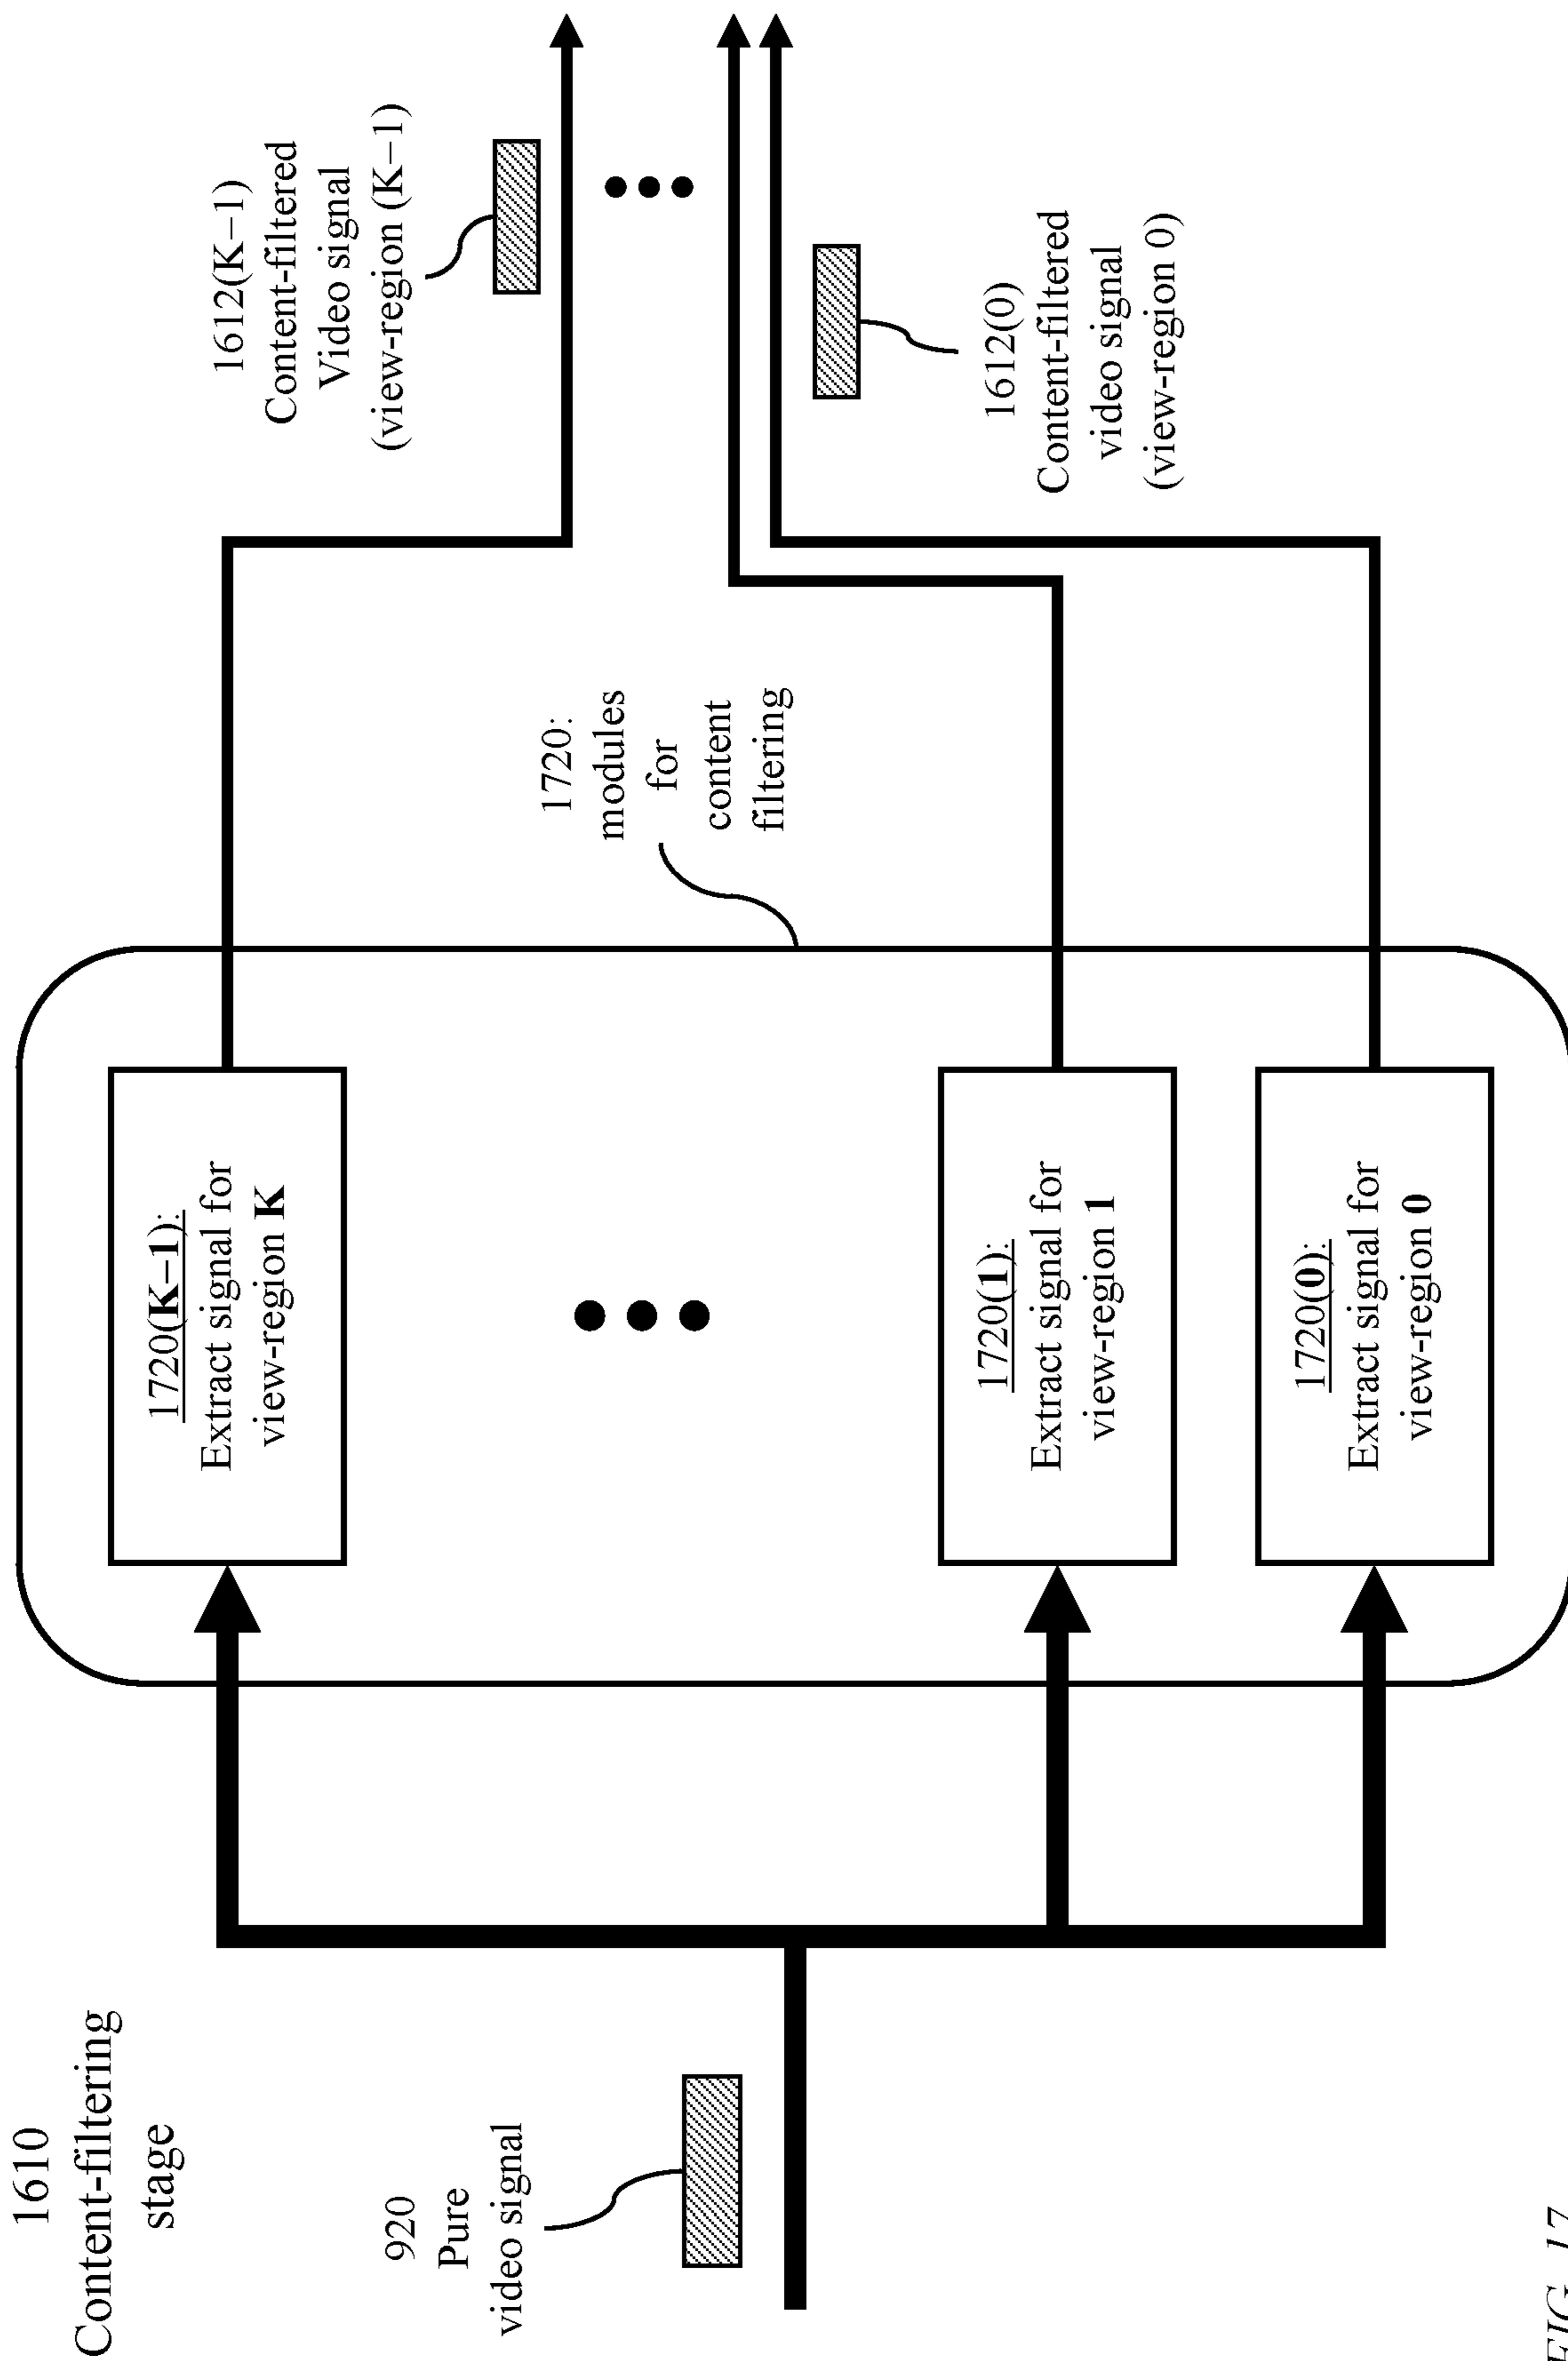 1610
Content-filtering
stage
920
Pure
video signal
1720(K−1):
Extract signal for
view-region K
1720(1):
Extract signal for
view-region 1
1720(0):
Extract signal for
view-region 0
1720:
modules
for
content
filtering
1612(K−1)
Content-filtered
Video signal
(view-region (K−1)
1612(0)
Content-filtered
video signal
(view-region 0)
FIG. 17